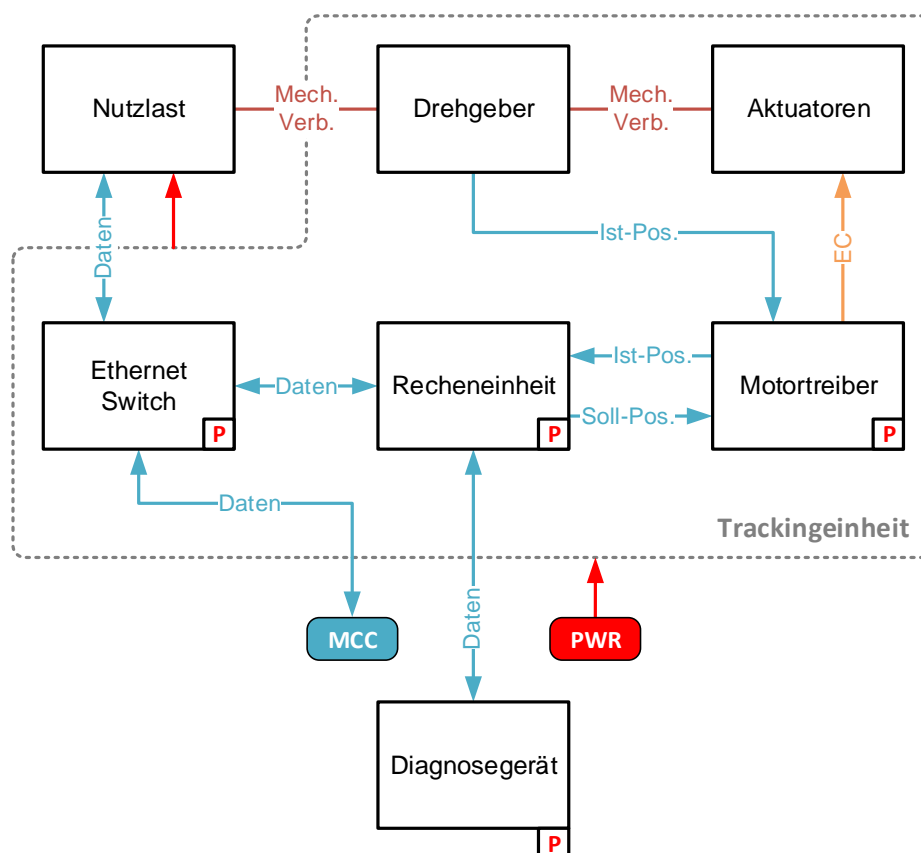 Nutzlast
Mech.
Verb.
Drehgeber
Mech.
Verb.
Aktuatoren
Daten
Ist-Pos.
EC
Ethernet
Switch
P
Daten
Recheneinheit
P
Ist-Pos.
Soll-Pos.
Motortreiber
P
Daten
Trackingeinheit
Daten
MCC
PWR
Diagnosegerät
P